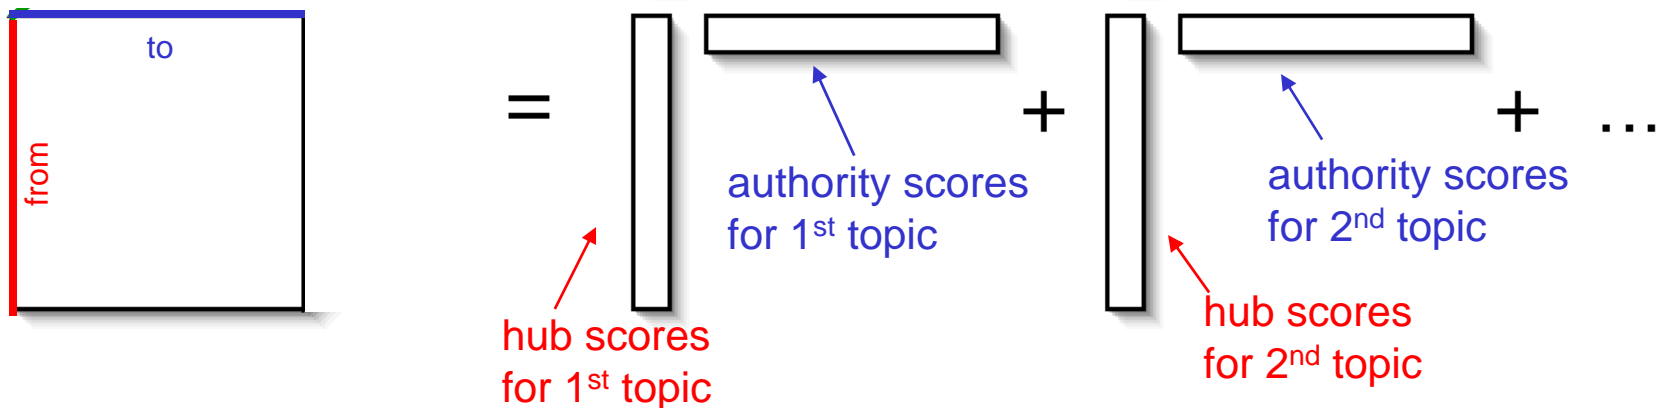 to
from
=
+
+ ...
authority scores
for 1st topic
authority scores
for 2nd topic
hub scores
for 1st topic
hub scores
for 2nd topic